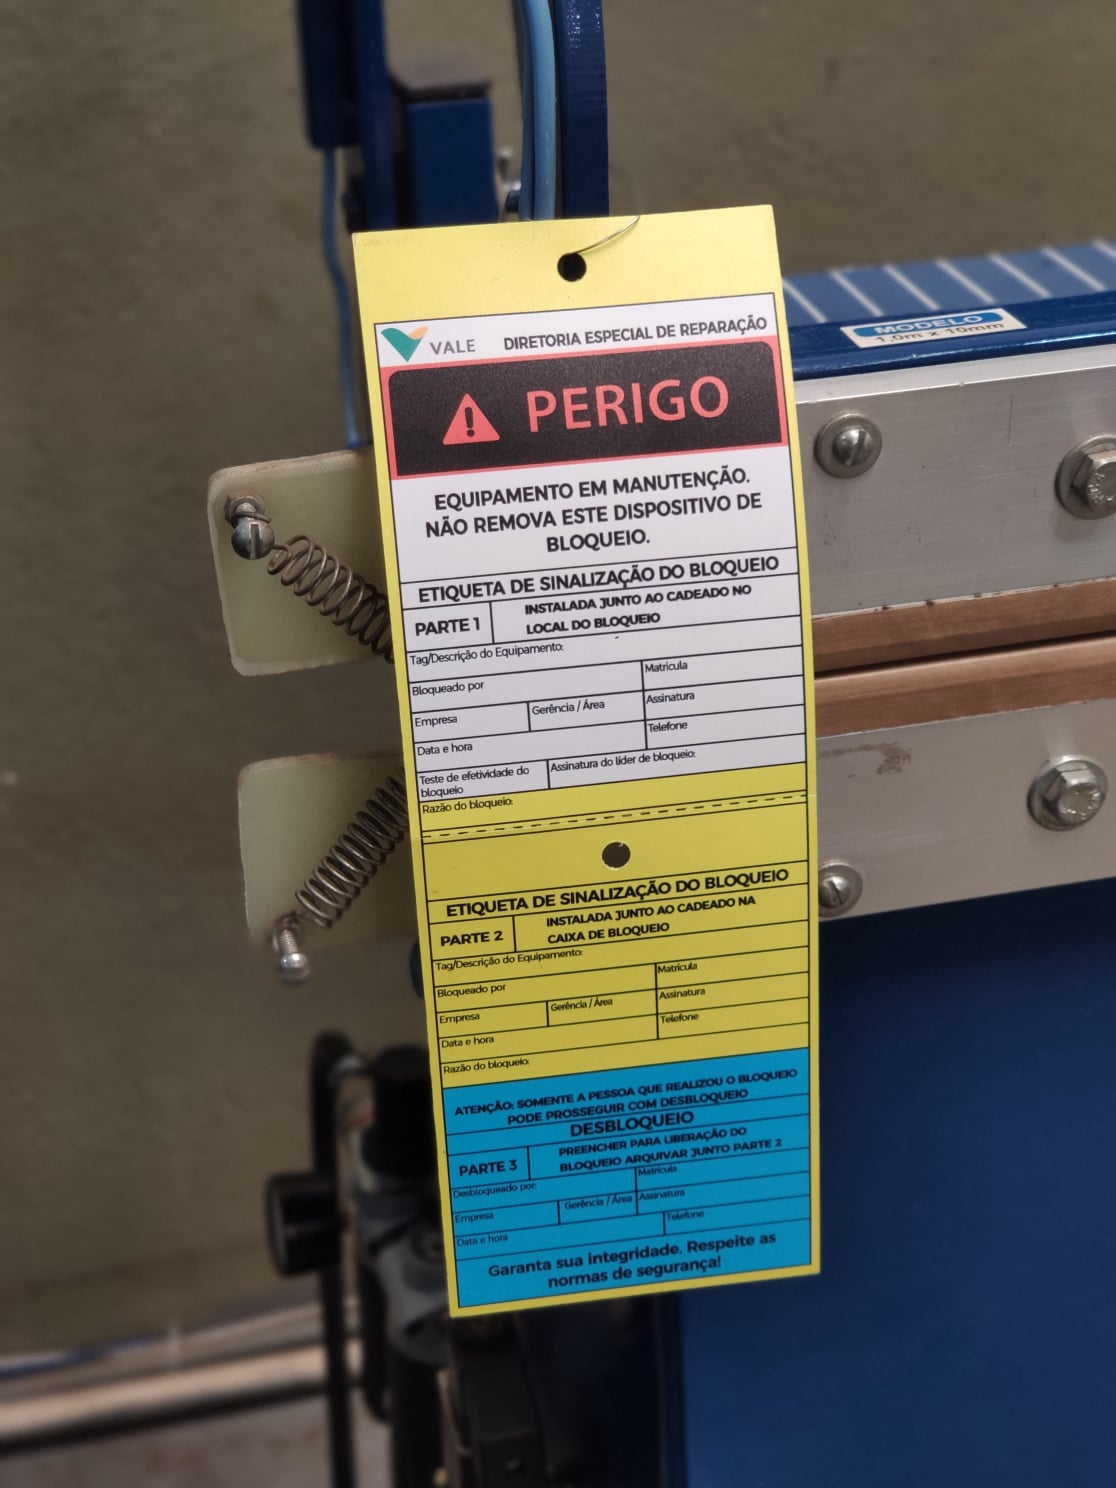 VALE DIRETORIA ESPECIAL DE REPARAÇÃO
PERIGO
EQUIPAMENTO EM MANUTENÇÃO.
NÃO REMOVA ESTE DISPOSITIVO DE
BLOQUEIO.
ETIQUETA DE SINALIZAÇÃO DO BLOQUEIO
PARTE 1
INSTALADA JUNTO AO CADEADO NO
LOCAL DO BLOQUEIO
Tag/Descrição do Equipamento:
Bloqueado por
Matricula
Empresa
Gerência / Área
Assinatura
Data e hora
Telefone
Teste de efetividade do
bloqueio
Assinatura do líder de bloqueio:
Razão do bloqueio:
ETIQUETA DE SINALIZAÇÃO DO BLOQUEIO
PARTE 2
INSTALADA JUNTO AO CADEADO NA
CAIXA DE BLOQUEIO
Tag/Descrição do Equipamento:
Bloqueado por
Matrícula
Empresa
Gerência / Área
Assinatura
Data e hora
Telefone
Razão do bloqueio:
ATENÇÃO: SOMENTE A PESSOA QUE REALIZOU O BLOQUEIO
PODE PROSSEGUIR COM DESBLOQUEIO
DESBLOQUEIO
PARTE 3
PREENCHER PARA LIBERAÇÃO DO
BLOQUEIO ARQUIVAR JUNTO PARTE 2
Desbloqueado por:
Matrícula
Empresa
Gerência / Área
Assinatura
Data e hora
Telefone
Garanta sua integridade. Respeite as
normas de segurança!
MODELO
1,0m x 10mm